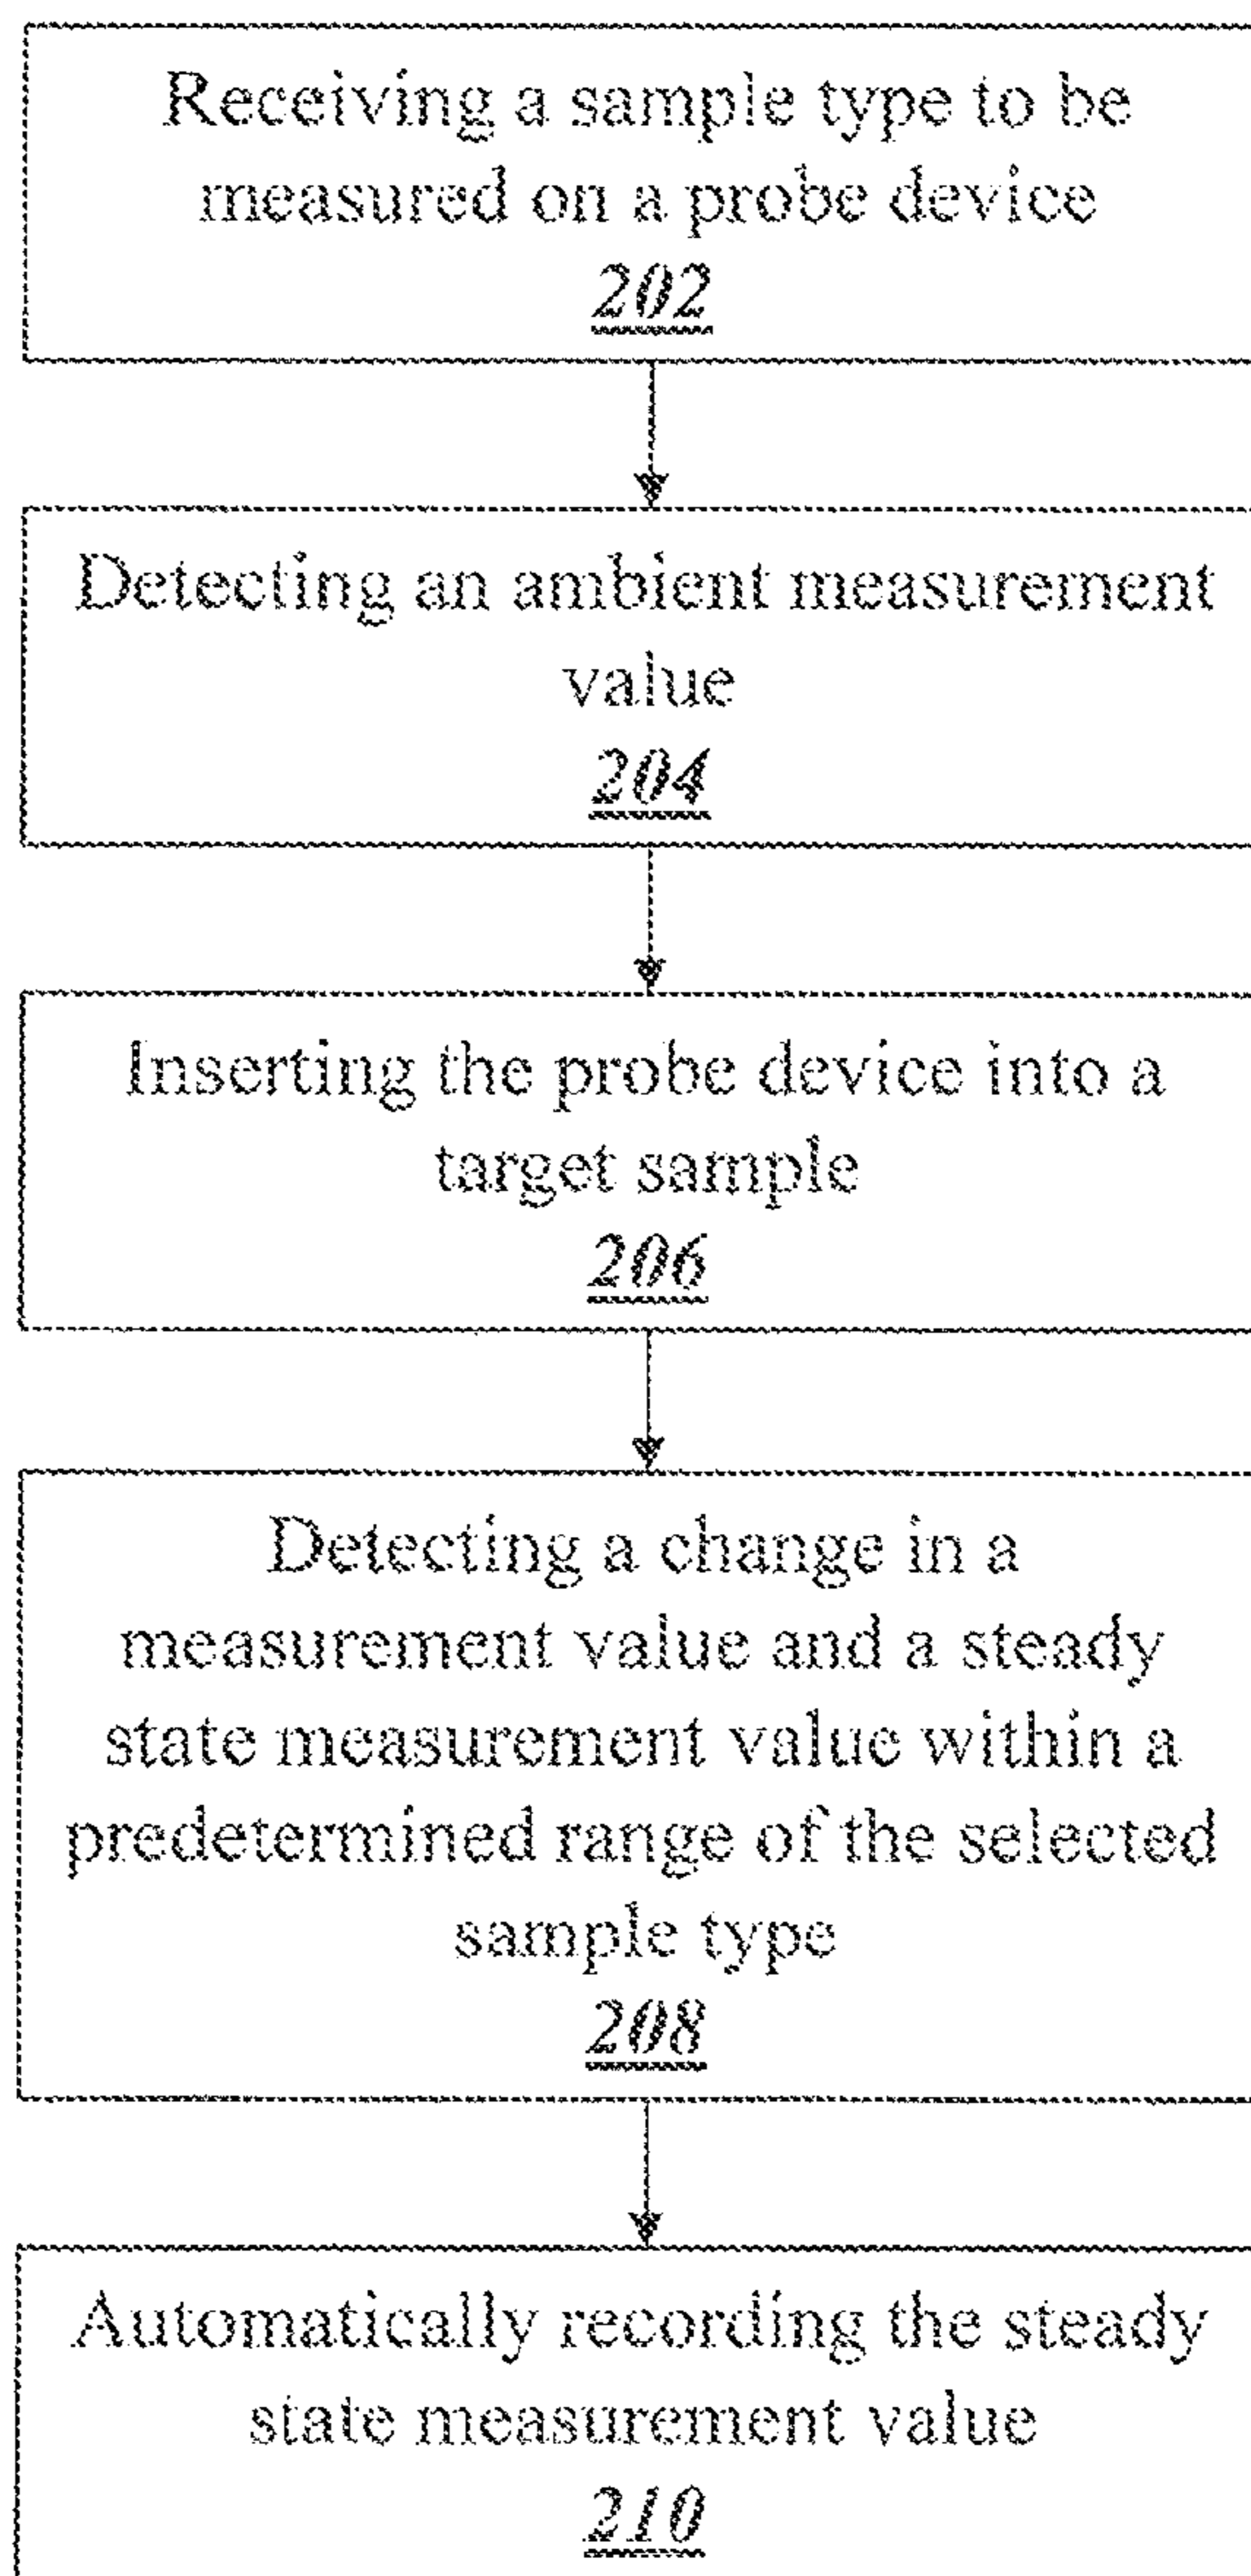 Receiving a sample type to be
measured on a probe device
202
Detecting an ambient measurement
value
204
Inserting the probe device into a
target sample
206
Detecting a change in a
measurement value and a steady
state measurement value within a
predetermined range of the selected
sample type
208
Automatically recording the steady
state measurement value
210